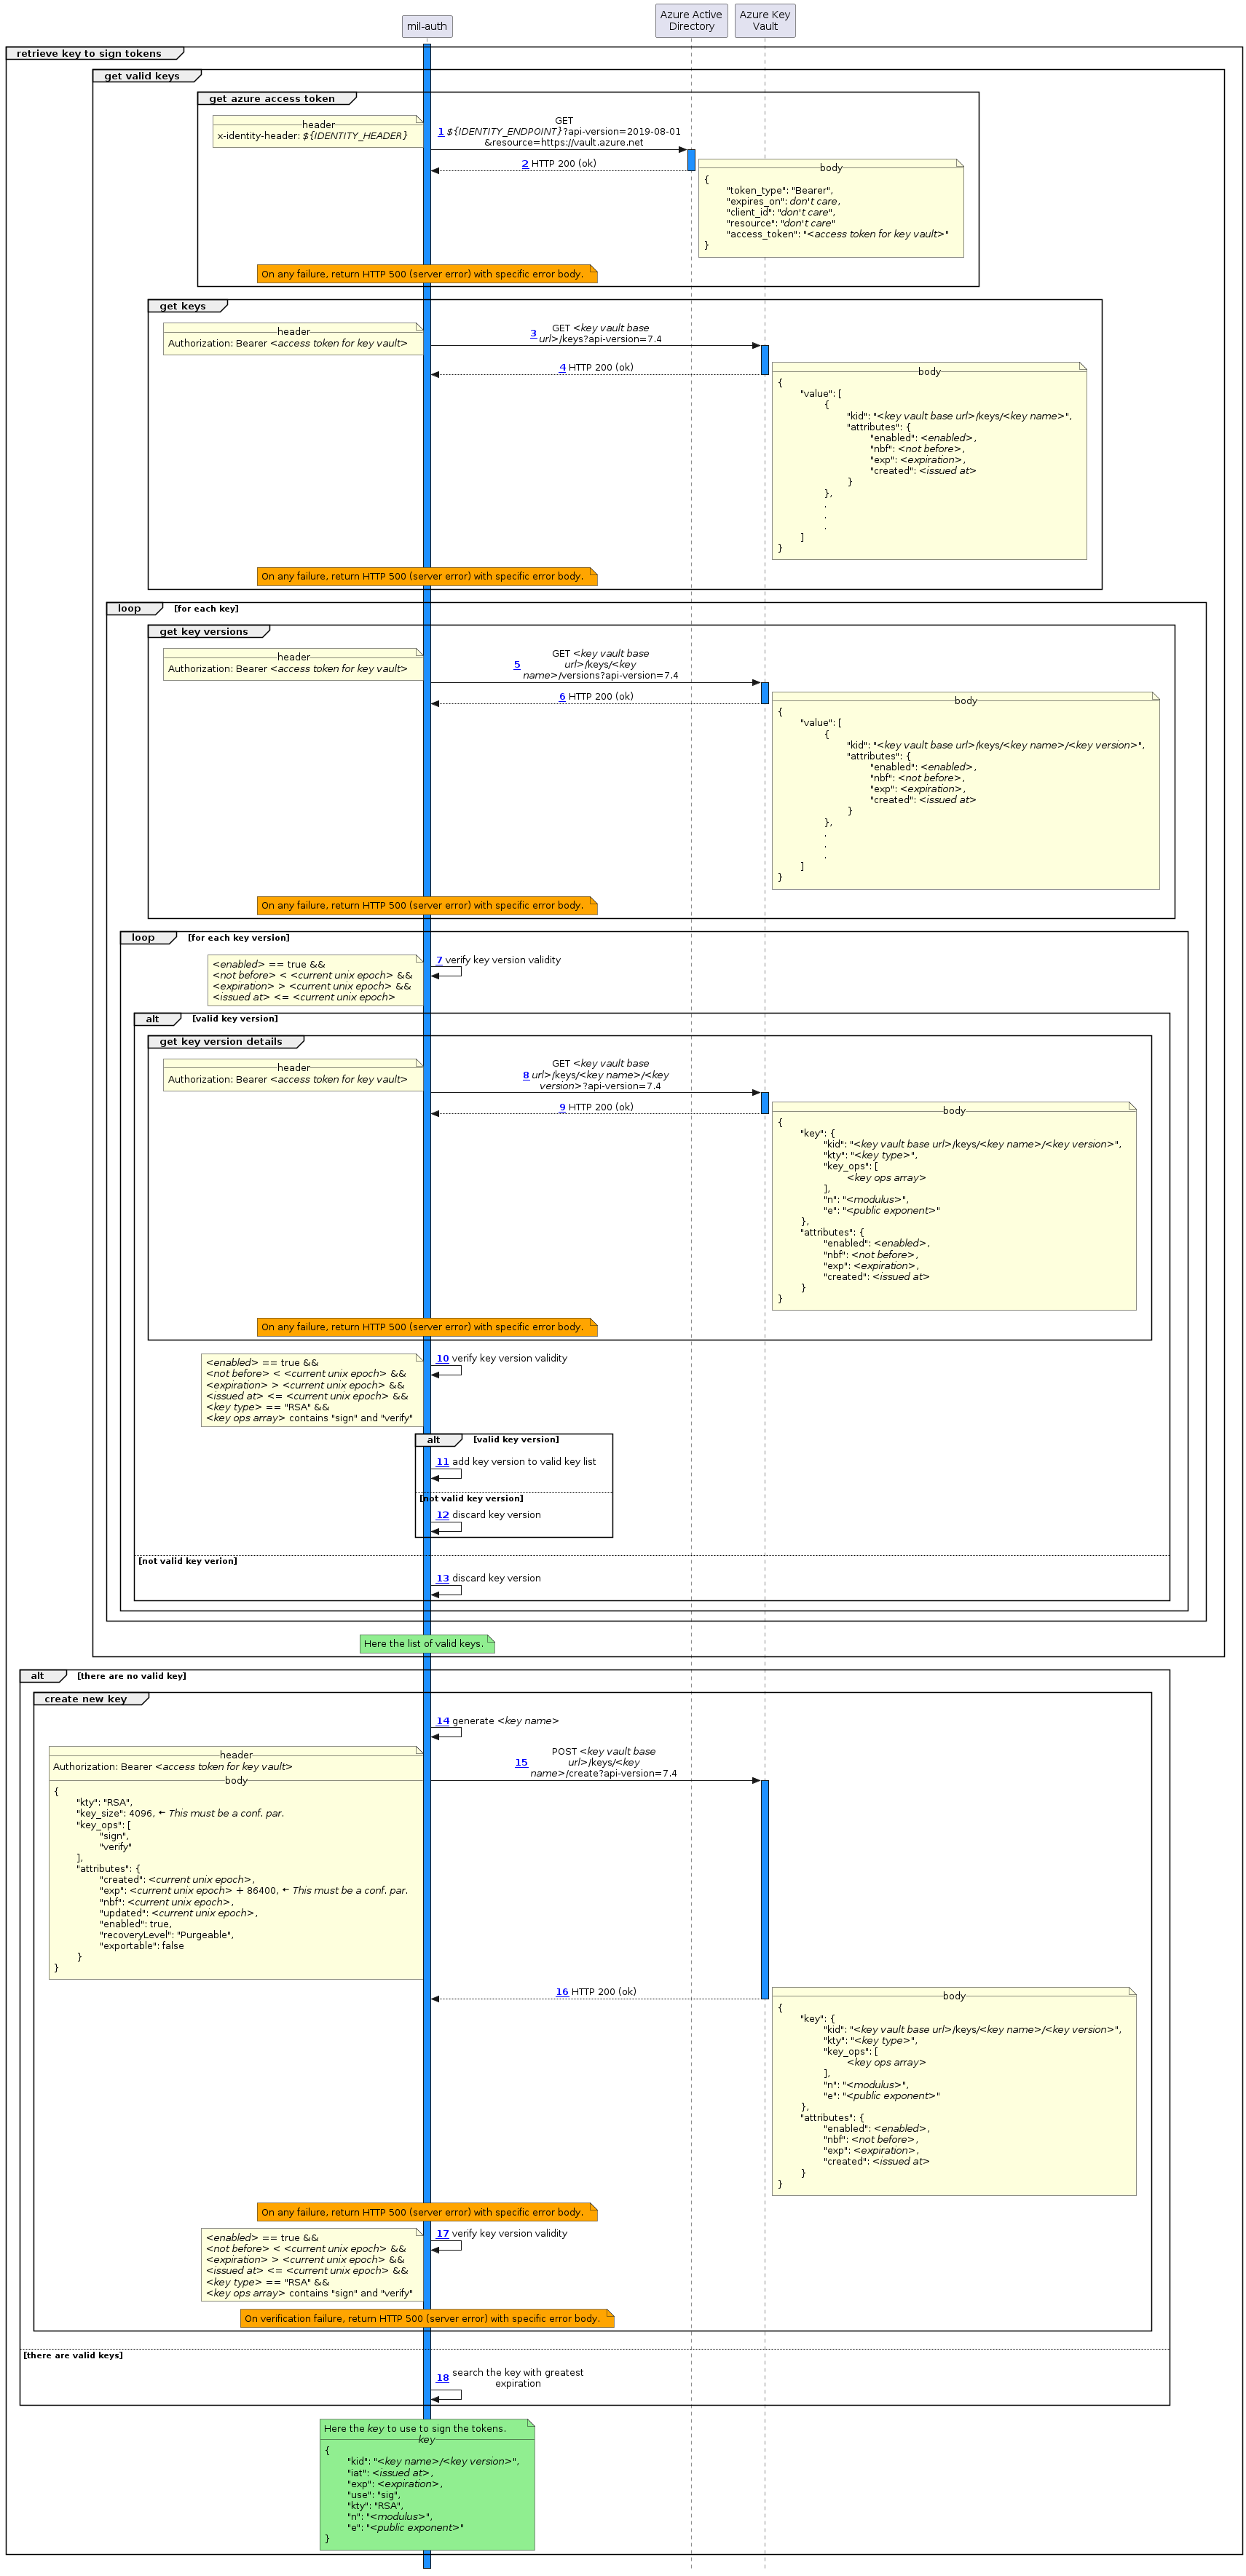 mil-auth
Azure Active
Directory
Azure Key
Vault
retrieve key to sign tokens
get valid keys
get azure access token
header
x-identity-header: ${IDENTITY_HEADER}
GET
1 ${IDENTITY_ENDPOINT}?api-version=2019-08-01
&resource=https://vault.azure.net
2 HTTP 200 (ok)
body
{
"token_type": "Bearer",
"expires_on": don't care,
"client_id": "don't care",
"resource": "don't care"
"access_token": "<access token for key vault>"
}
On any failure, return HTTP 500 (server error) with specific error body.
get keys
header
Authorization: Bearer <access token for key vault>
GET <key vault base
3 url>/keys?api-version=7.4
4 HTTP 200 (ok)
body
{
"value": [
{
"kid": "<key vault base url>/keys/<key name>",
"attributes": {
"enabled": <enabled>,
"nbf": <not before>,
"exp": <expiration>,
"created": <issued at>
}
},
.
.
.
]
}
On any failure, return HTTP 500 (server error) with specific error body.
loop [for each key]
get key versions
header
Authorization: Bearer <access token for key vault>
GET <key vault base
5 url>/keys/<key
name>/versions?api-version=7.4
6 HTTP 200 (ok)
body
{
"value": [
{
"kid": "<key vault base url>/keys/<key name>/<key version>",
"attributes": {
"enabled": <enabled>,
"nbf": <not before>,
"exp": <expiration>,
"created": <issued at>
}
},
.
.
.
]
}
On any failure, return HTTP 500 (server error) with specific error body.
loop [for each key version]
<enabled> == true &&
<not before> < <current unix epoch> &&
<expiration> > <current unix epoch> &&
<issued at> <= <current unix epoch>
7 verify key version validity
alt [valid key version]
get key version details
header
Authorization: Bearer <access token for key vault>
GET <key vault base
8 url>/keys/<key name>/<key
version>?api-version=7.4
9 HTTP 200 (ok)
body
{
"key": {
"kid": "<key vault base url>/keys/<key name>/<key version>",
"kty": "<key type>",
"key_ops": [
<key ops array>
],
"n": "<modulus>",
"e": "<public exponent>"
},
"attributes": {
"enabled": <enabled>,
"nbf": <not before>,
"exp": <expiration>,
"created": <issued at>
}
}
On any failure, return HTTP 500 (server error) with specific error body.
<enabled> == true &&
<not before> < <current unix epoch> &&
<expiration> > <current unix epoch> &&
<issued at> <= <current unix epoch> &&
<key type> == "RSA" &&
<key ops array> contains "sign" and "verify"
10 verify key version validity
alt [valid key version]
11 add key version to valid key list
[not valid key version]
12 discard key version
[not valid key verion]
13 discard key version
Here the list of valid keys.
alt [there are no valid key]
create new key
14 generate <key name>
header
Authorization: Bearer <access token for key vault>
body
{
"kty": "RSA",
"key_size": 4096, ← This must be a conf. par.
"key_ops": [
"sign",
"verify"
],
"attributes": {
"created": <current unix epoch>,
"exp": <current unix epoch> + 86400, ← This must be a conf. par.
"nbf": <current unix epoch>,
"updated": <current unix epoch>,
"enabled": true,
"recoveryLevel": "Purgeable",
"exportable": false
}
}
POST <key vault base
15 url>/keys/<key
name>/create?api-version=7.4
16 HTTP 200 (ok)
body
{
"key": {
"kid": "<key vault base url>/keys/<key name>/<key version>",
"kty": "<key type>",
"key_ops": [
<key ops array>
],
"n": "<modulus>",
"e": "<public exponent>"
},
"attributes": {
"enabled": <enabled>,
"nbf": <not before>,
"exp": <expiration>,
"created": <issued at>
}
}
On any failure, return HTTP 500 (server error) with specific error body.
<enabled> == true &&
<not before> < <current unix epoch> &&
<expiration> > <current unix epoch> &&
<issued at> <= <current unix epoch> &&
<key type> == "RSA" &&
<key ops array> contains "sign" and "verify"
17 verify key version validity
On verification failure, return HTTP 500 (server error) with specific error body.
[there are valid keys]
18 search the key with greatest
expiration
Here the key to use to sign the tokens.
key
{
"kid": "<key name>/<key version>",
"iat": <issued at>,
"exp": <expiration>,
"use": "sig",
"kty": "RSA",
"n": "<modulus>",
"e": "<public exponent>"
}